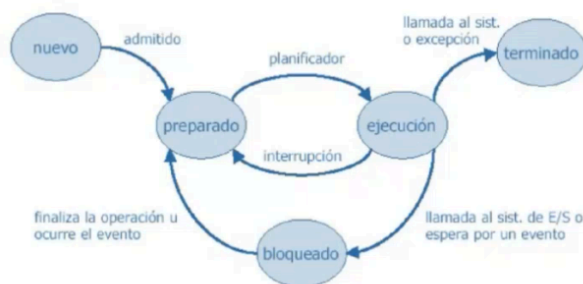 nuevo
admitido
planificador
llamada al sist.
o excepción
terminado
preparado
ejecución
interrupción
finaliza la operación u
ocurre el evento
bloqueado
llamada al sist. de E/S o
espera por un evento